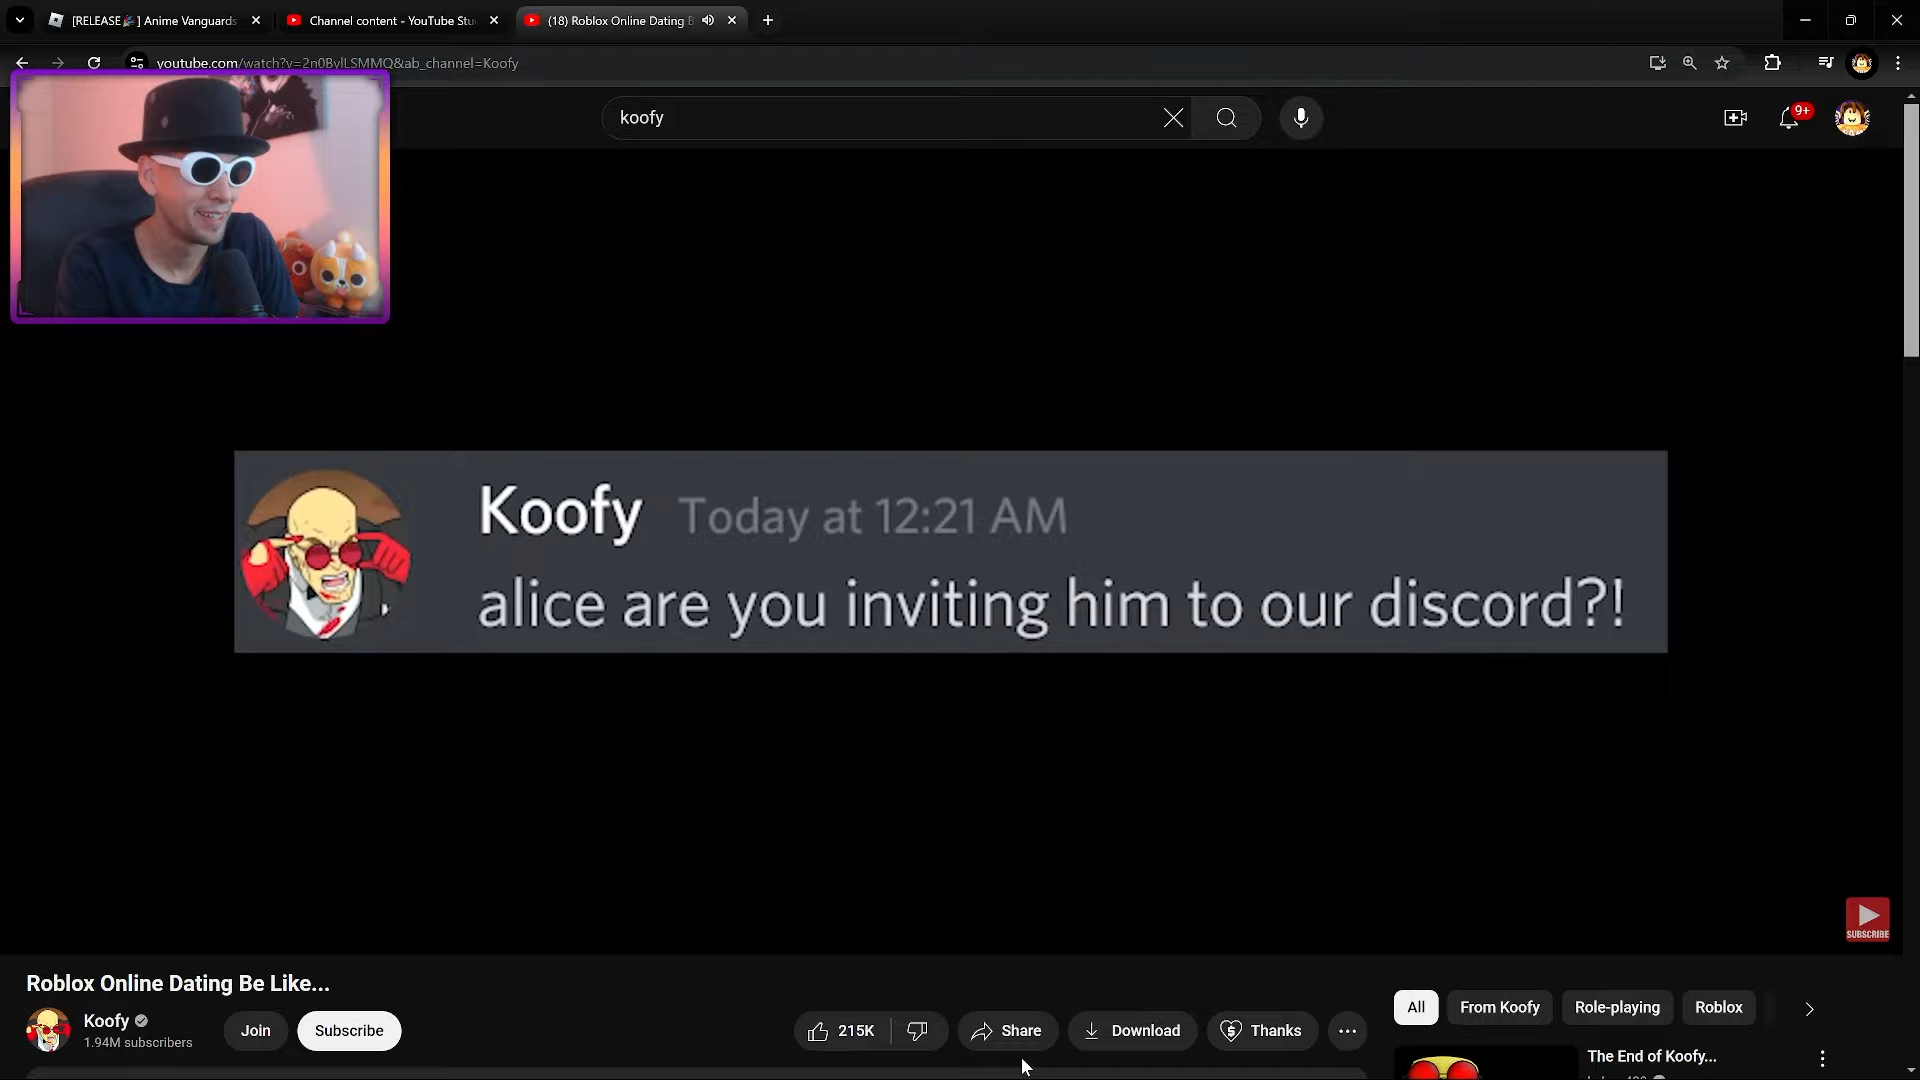 [RELEASE🎉] Anime Vanguards
Channel content - YouTube Stu
(18) Roblox Online Dating B
youtube.com/watch?v=2n0BylLSMMQ&ab_channel=Koofy
koofy
9+
Koofy Today at 12:21 AM
alice are you inviting him to our discord?!
SUBSCRIBE
Roblox Online Dating Be Like...
Koofy
1.94M subscribers
Join
Subscribe
215K
Share
Download
Thanks
All
From Koofy
Role-playing
Roblox
The End of Koofy...